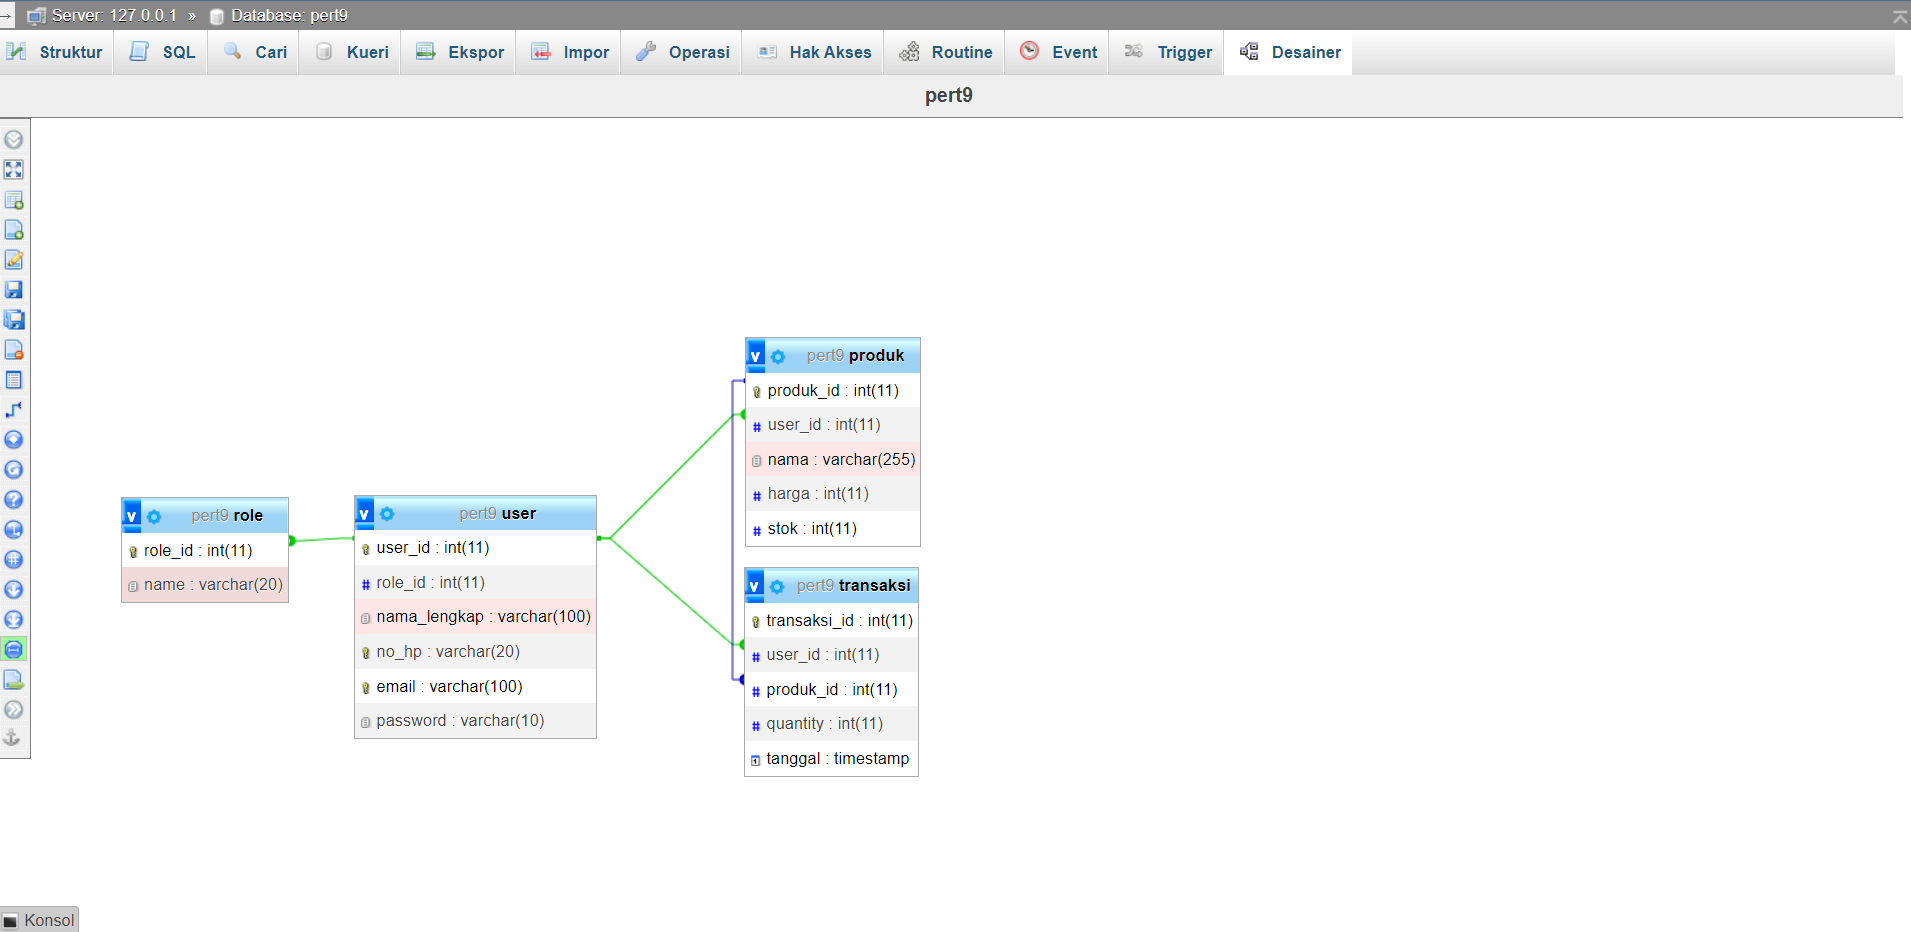 Server: 127.0.0.1 » Database: pert9
Struktur SQL Cari Kueri Ekspor Impor Operasi Hak Akses Routine Event Trigger Desainer
pert9
v pert9 role
role_id : int(11)
name : varchar(20)
v pert9 user
user_id : int(11)
# role_id : int(11)
nama_lengkap : varchar(100)
no_hp : varchar(20)
email : varchar(100)
password : varchar(10)
v pert9 produk
produk_id : int(11)
# user_id : int(11)
nama : varchar(255)
# harga : int(11)
# stok : int(11)
v pert9 transaksi
transaksi_id : int(11)
# user_id : int(11)
# produk_id : int(11)
# quantity : int(11)
tanggal : timestamp
Konsol